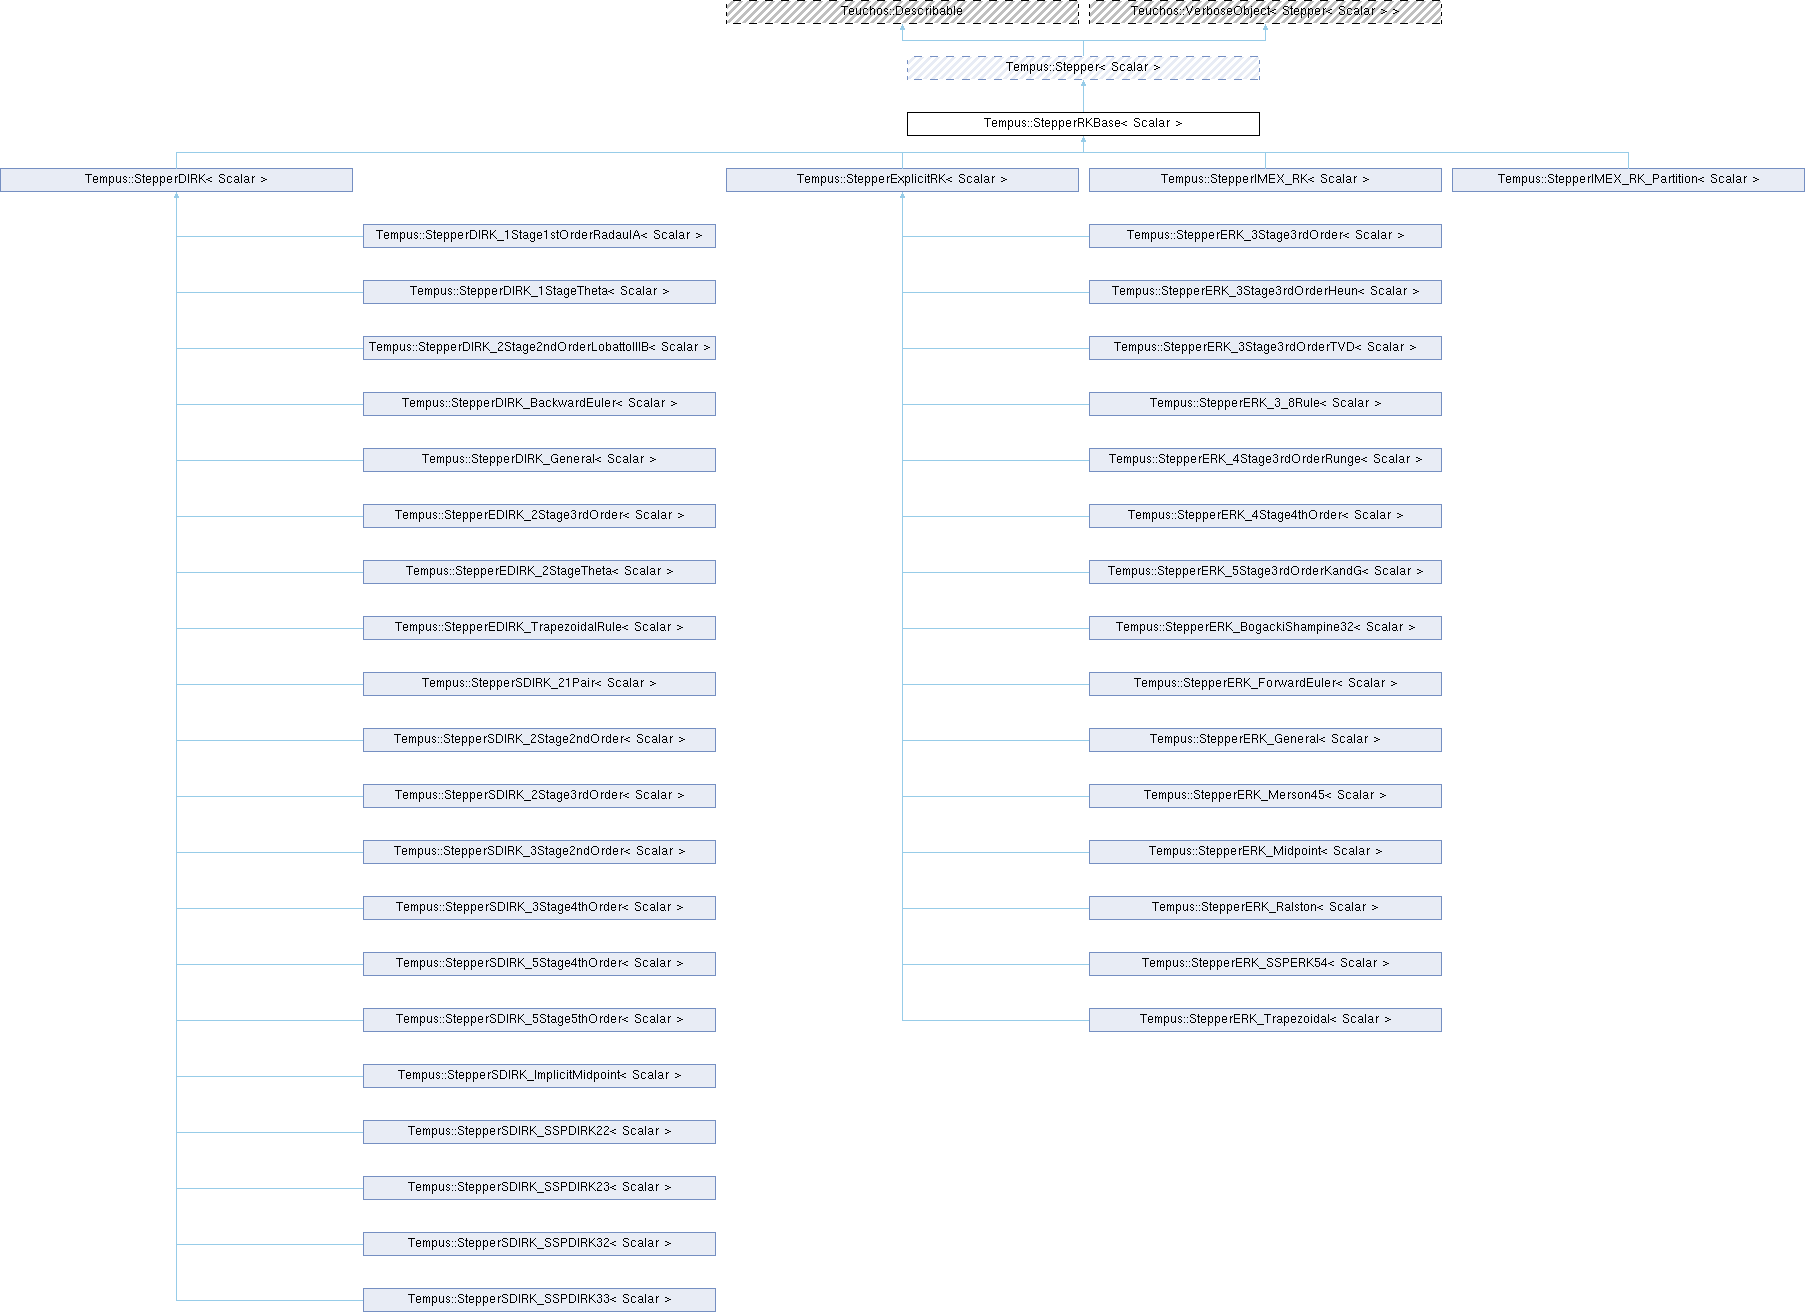 Teuchos::Describable
Teuchos::VerboseObject< Stepper< Scalar > >
Tempus::Stepper< Scalar >
Tempus::StepperRKBase< Scalar >
Tempus::StepperDIRK< Scalar >
Tempus::StepperExplicitRK< Scalar >
Tempus::StepperIMEX_RK< Scalar >
Tempus::StepperIMEX_RK_Partition< Scalar >
Tempus::StepperDIRK_1Stage1stOrderRadauIA< Scalar >
Tempus::StepperDIRK_1StageTheta< Scalar >
Tempus::StepperDIRK_2Stage2ndOrderLobattoIIIB< Scalar >
Tempus::StepperDIRK_BackwardEuler< Scalar >
Tempus::StepperDIRK_General< Scalar >
Tempus::StepperEDIRK_2Stage3rdOrder< Scalar >
Tempus::StepperEDIRK_2StageTheta< Scalar >
Tempus::StepperEDIRK_TrapezoidalRule< Scalar >
Tempus::StepperSDIRK_21Pair< Scalar >
Tempus::StepperSDIRK_2Stage2ndOrder< Scalar >
Tempus::StepperSDIRK_2Stage3rdOrder< Scalar >
Tempus::StepperSDIRK_3Stage2ndOrder< Scalar >
Tempus::StepperSDIRK_3Stage4thOrder< Scalar >
Tempus::StepperSDIRK_5Stage4thOrder< Scalar >
Tempus::StepperSDIRK_5Stage5thOrder< Scalar >
Tempus::StepperSDIRK_ImplicitMidpoint< Scalar >
Tempus::StepperSDIRK_SSPDIRK22< Scalar >
Tempus::StepperSDIRK_SSPDIRK23< Scalar >
Tempus::StepperSDIRK_SSPDIRK32< Scalar >
Tempus::StepperSDIRK_SSPDIRK33< Scalar >
Tempus::StepperERK_3Stage3rdOrder< Scalar >
Tempus::StepperERK_3Stage3rdOrderHeun< Scalar >
Tempus::StepperERK_3Stage3rdOrderTVD< Scalar >
Tempus::StepperERK_3_8Rule< Scalar >
Tempus::StepperERK_4Stage3rdOrderRunge< Scalar >
Tempus::StepperERK_4Stage4thOrder< Scalar >
Tempus::StepperERK_5Stage3rdOrderKandG< Scalar >
Tempus::StepperERK_BogackiShampine32< Scalar >
Tempus::StepperERK_ForwardEuler< Scalar >
Tempus::StepperERK_General< Scalar >
Tempus::StepperERK_Merson45< Scalar >
Tempus::StepperERK_Midpoint< Scalar >
Tempus::StepperERK_Ralston< Scalar >
Tempus::StepperERK_SSPERK54< Scalar >
Tempus::StepperERK_Trapezoidal< Scalar >